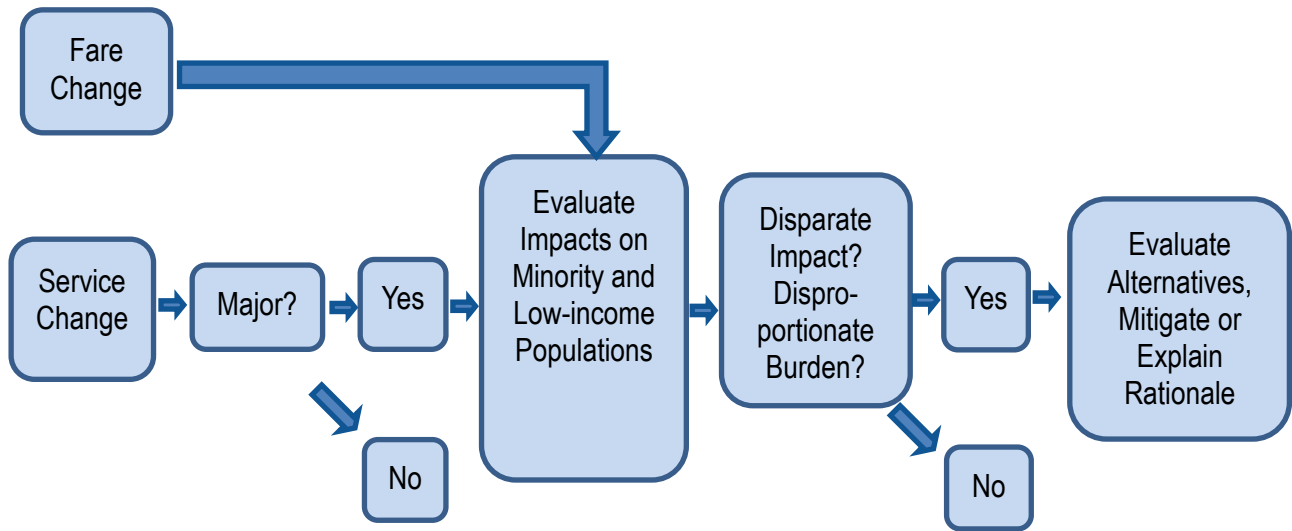 Fare
Change
Service
Change
Major?
Yes
No
Evaluate
Impacts on
Minority and
Low-income
Populations
Disparate
Impact?
Dispro-
portionate
Burden?
Yes
No
Evaluate
Alternatives,
Mitigate or
Explain
Rationale